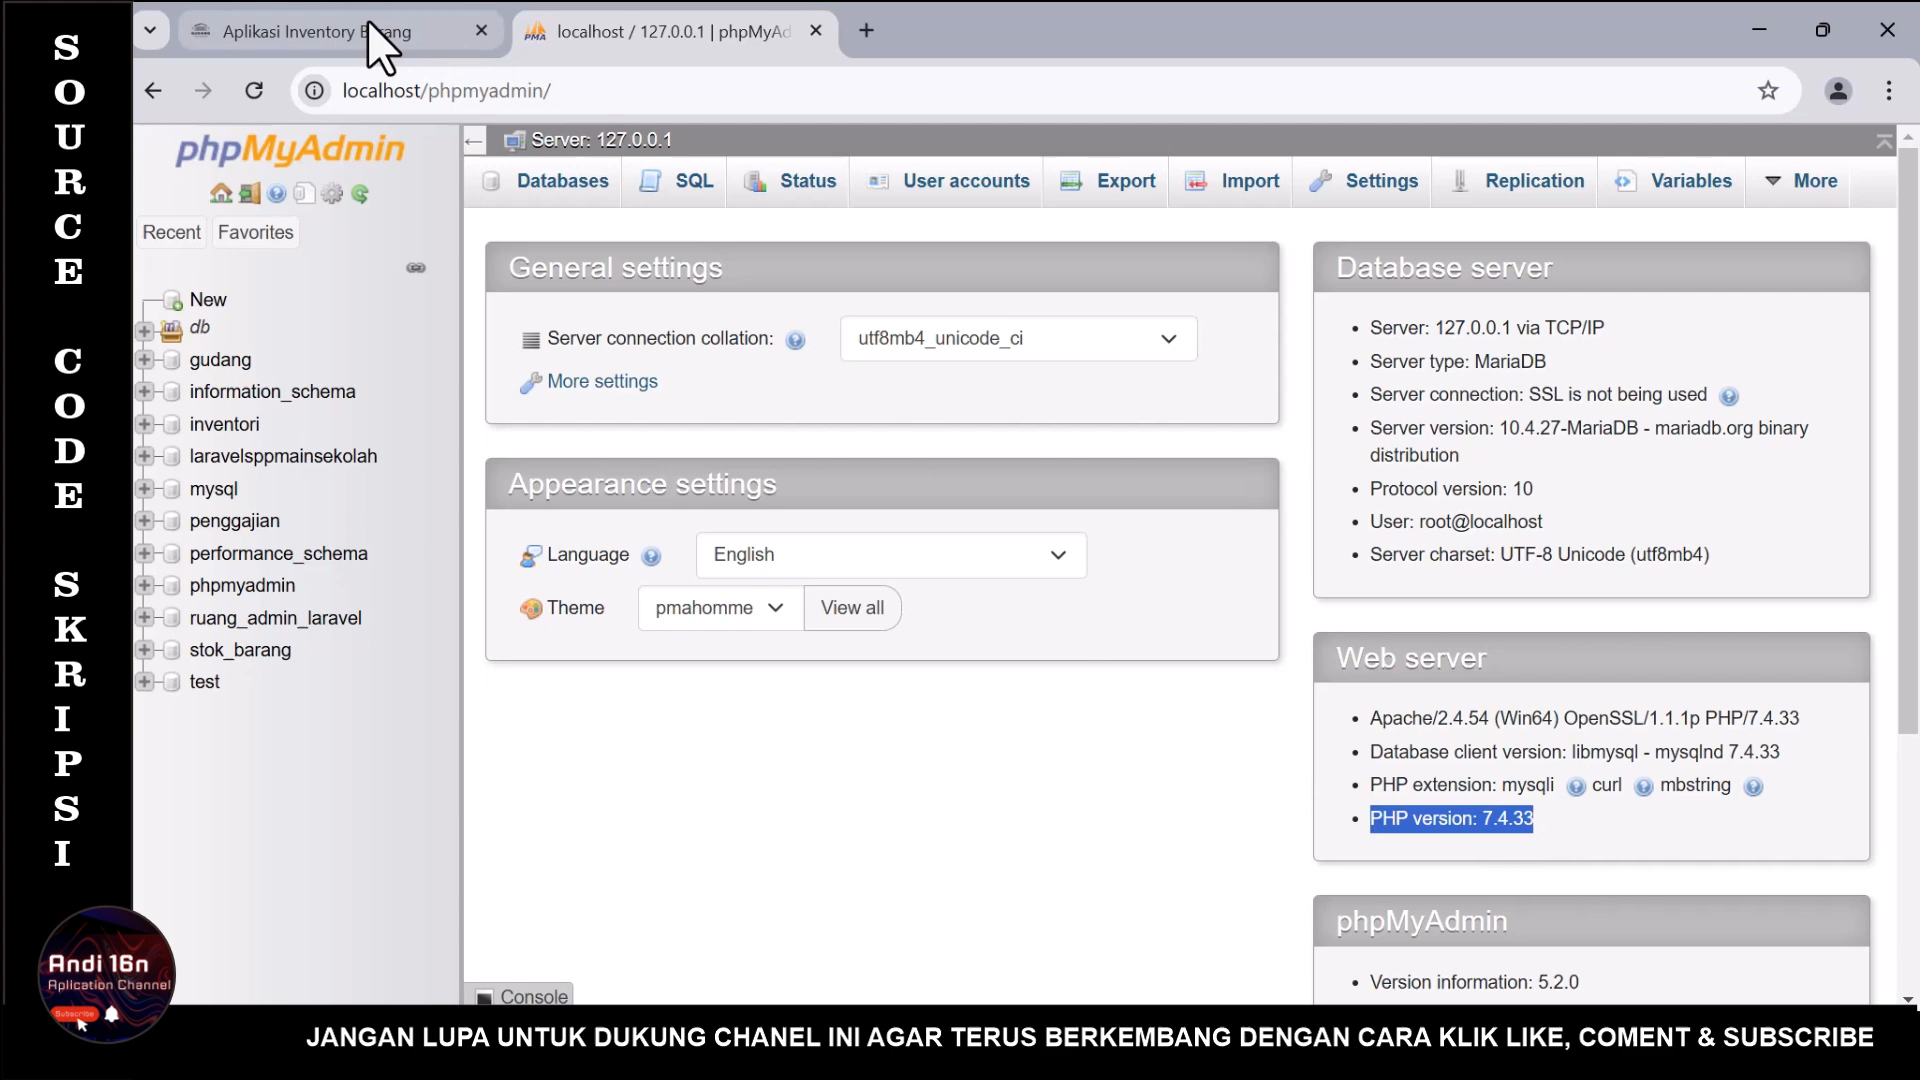 SOURCE CODE SKRIPSI
Aplikasi Inventory Barang
localhost / 127.0.0.1 | phpMyAd
localhost/phpmyadmin/
phpMyAdmin
Recent
Favorites
New
db
gudang
information_schema
inventori
laravelsppmainsekolah
mysql
penggajian
performance_schema
phpmyadmin
ruang_admin_laravel
stok_barang
test
Server: 127.0.0.1
Databases
SQL
Status
User accounts
Export
Import
Settings
Replication
Variables
More
General settings
Server connection collation:
utf8mb4_unicode_ci
More settings
Appearance settings
Language
English
Theme
pmahomme
View all
Console
Database server
Server: 127.0.0.1 via TCP/IP
Server type: MariaDB
Server connection: SSL is not being used
Server version: 10.4.27-MariaDB - mariadb.org binary
distribution
Protocol version: 10
User: root@localhost
Server charset: UTF-8 Unicode (utf8mb4)
Web server
Apache/2.4.54 (Win64) OpenSSL/1.1.1p PHP/7.4.33
Database client version: libmysql - mysqlnd 7.4.33
PHP extension: mysqli curl mbstring
PHP version: 7.4.33
phpMyAdmin
Version information: 5.2.0
Andi 16n
Aplication Channel
Subscribe
JANGAN LUPA UNTUK DUKUNG CHANEL INI AGAR TERUS BERKEMBANG DENGAN CARA KLIK LIKE, COMENT & SUBSCRIBE